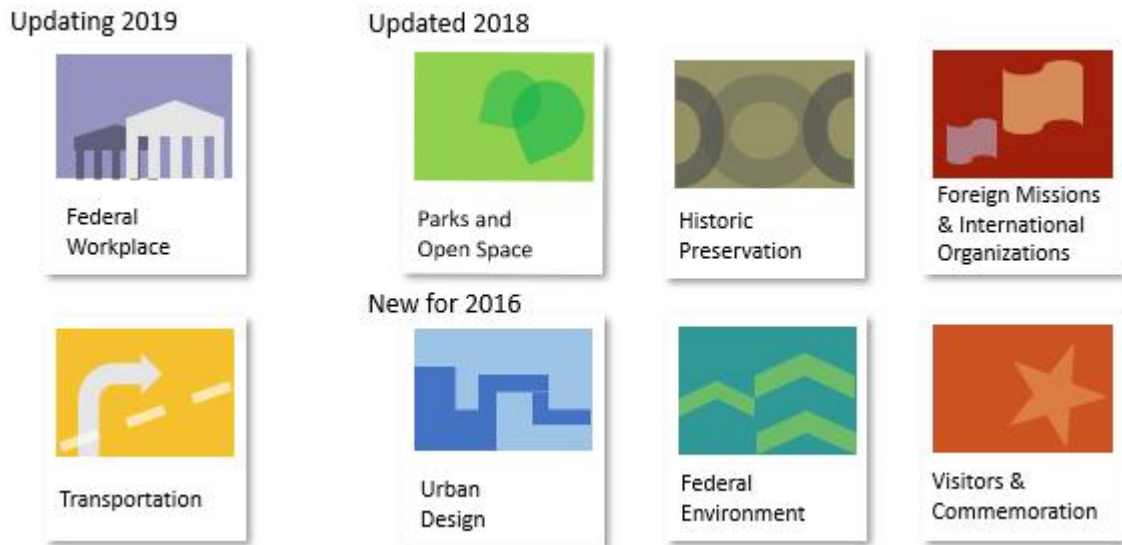 Updating 2019
Updated 2018
Federal
Workplace
Parks and
Open Space
Historic
Preservation
Foreign Missions
& International
Organizations
New for 2016
Transportation
Urban
Design
Federal
Environment
Visitors &
Commemoration